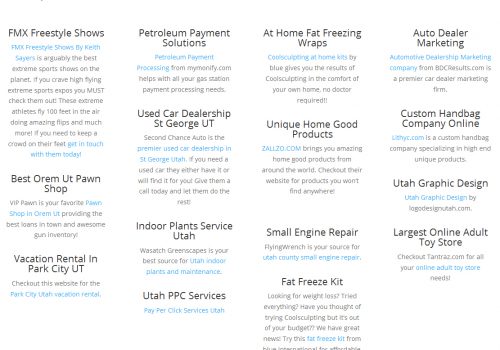 FMX Freestyle Shows
FMX Freestyle Shows By Keith
Sayers is arguably the best
extreme sports shows on the
planet. If you crave high flying
extreme sports expos you MUST
check them out! These extreme
athletes fly 100 feet in the air
doing amazing flips and much
more! If you need to keep a
crowd on their feet get in touch
with them today!
Best Orem Ut Pawn
Shop
VIP Pawn is your favorite Pawn
Shop in Orem Ut providing the
best loans in town and awesome
gun inventory!
Vacation Rental In
Park City UT
Checkout this website for the
Park City Utah vacation rental.
Petroleum Payment
Solutions
Petroleum Payment
Processing from mymonify.com
helps with all your gas station
payment processing needs.
Used Car Dealership
St George UT
Second Chance Auto is the
premier used car dealership in
St George Utah. If you need a
used car they either have it or
will find it for you! Give them a
call today and let them do the
rest!
Indoor Plants Service
Utah
Wasatch Greenscapes is your
best source for Utah indoor
plants and maintenance.
Utah PPC Services
Pay Per Click Services Utah
At Home Fat Freezing
Wraps
Coolsculpting at home kits by
blue gives you the results of
Coolsculpting in the comfort of
your own home, no doctor
required!!
Unique Home Good
Products
ZALLZO.COM brings you amazing
home good products from
around the world. Checkout their
website for products you won't
find anywhere!
Small Engine Repair
FlyingWrench is your source for
utah county small engine repair.
Fat Freeze Kit
Looking for weight loss? Tried
everything? Have you thought of
trying Coolsculpting but it's out
of your budget?? We have great
news! Try this fat freeze kit from
blue international for affordable
Auto Dealer
Marketing
Automotive Dealership Marketing
company from BDCResults.com is
a premier car dealer marketing
firm.
Custom Handbag
Company Online
Lithyc.com is a custom handbag
company specializing in high end
unique products.
Utah Graphic Design
Utah Graphic Design by
logodesignutah.com.
Largest Online Adult
Toy Store
Checkout Tantraz.com for all
your online adult toy store
needs!